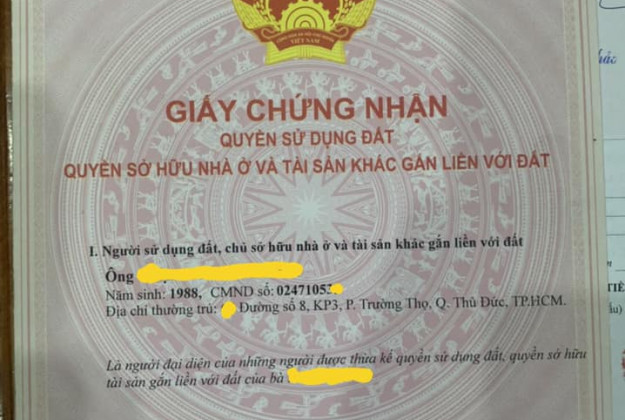 VIỆT NAM
hác
GIẤY CHỨNG NHẬN
QUYỀN SỬ DỤNG ĐẤT
QUYỀN SỞ HỮU NHÀ Ở VÀ TÀI SẢN KHÁC GẮN LIỀN VỚI ĐẤT
I. Người sử dụng đất, chủ sở hữu nhà ở và tài sản khác gắn liền với đất
Ông
Năm sinh: 1988, CMND số: 02471053
Địa chỉ thường trú: Đường số 8, KP3, P. Trường Thọ, Q. Thủ Đức, TP.HCM.
Là người đại diện của những người được thừa kế quyền sử dụng đất, quyền sở hữu
tài sản gắn liền với đất của bà